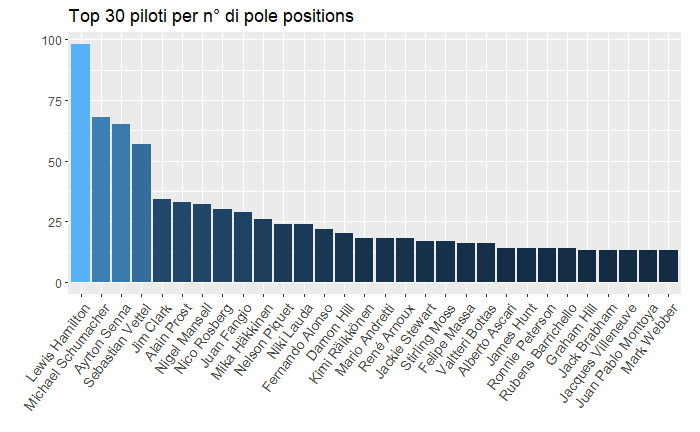 Top 30 piloti per n° di pole positions
100
75
50
25
0
Lewis Hamilton
Michael Schumacher
Ayrton Senna
Sebastian Vettel
Jim Clark
Alain Prost
Nigel Mansell
Nico Rosberg
Juan Fangio
Mika Häkkinen
Nelson Piquet
Niki Lauda
Fernando Alonso
Damon Hill
Kimi Räikkönen
Mario Andretti
René Arnoux
Jackie Stewart
Stirling Moss
Felipe Massa
Valtteri Bottas
Alberto Ascari
James Hunt
Ronnie Peterson
Rubens Barrichello
Graham Hill
Jack Brabham
Jacques Villeneuve
Juan Pablo Montoya
Mark Webber